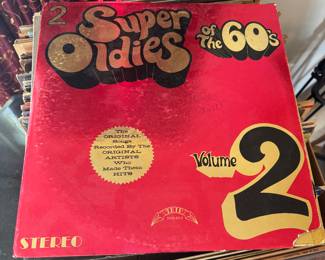 2
Super
Oldies
of
The 60's
The
ORIGINAL
Songs
Recorded By The
ORIGINAL
ARTISTS
Who
Made Them
HITS
Volume
2
STEREO